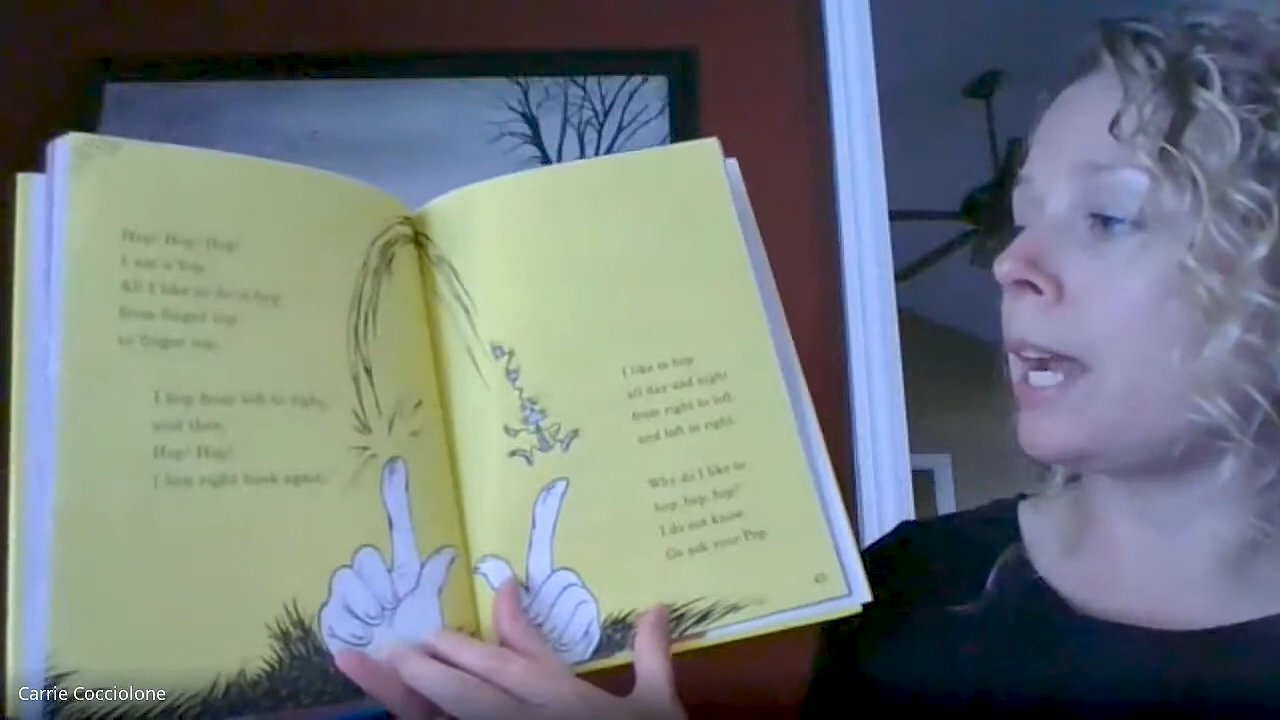 Hop! Hop! Hop!
I am a Yop.
All I like to do is hop
from finger top
to finger top.
I hop from left to right
and then,
Hop! Hop!
I hop right back again.
I like to hop
all day and night
from right to left
and left to right.
Why do I like to
hop, hop, hop?
I do not know.
Go ask your Pop.
Carrie Cocciolone